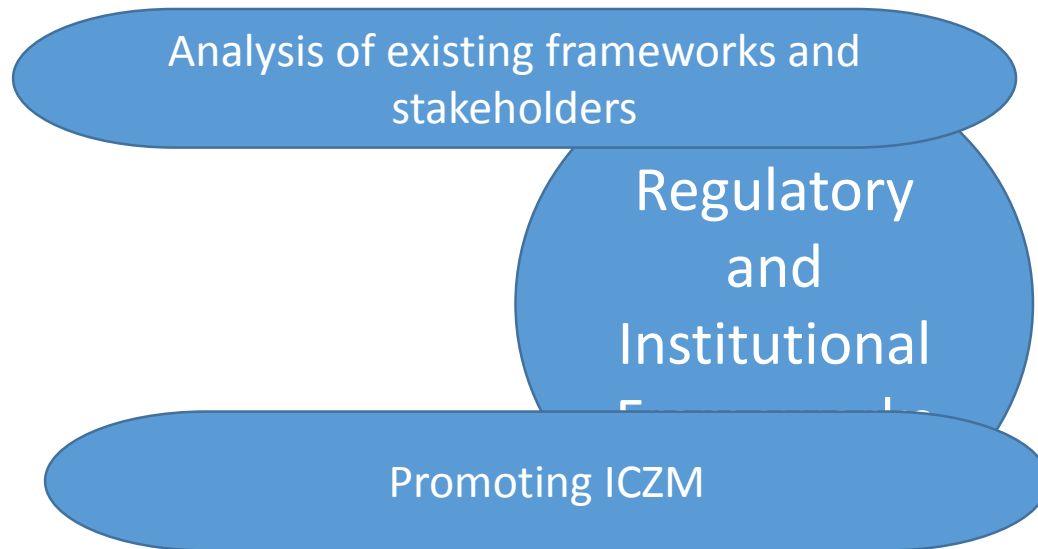 Analysis of existing frameworks and
stakeholders
Regulatory
and
Institutional
Promoting ICZM